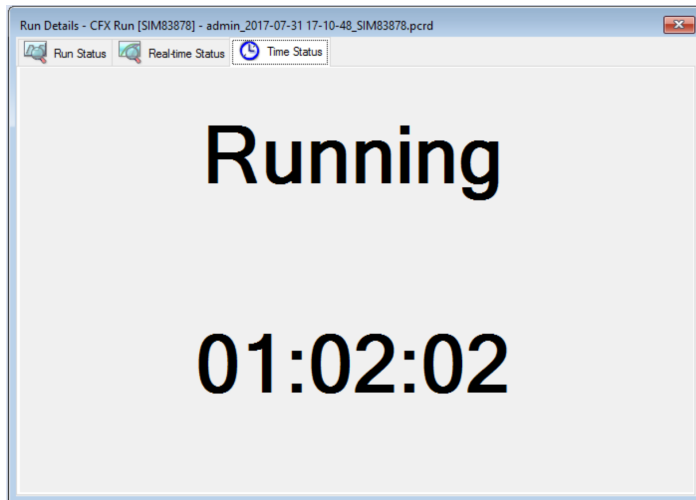 Run Details - CFX Run [SIM83878] - admin_2017-07-31 17-10-48_SIM83878.pcrd
Run Status Real-time Status Time Status
Running
01:02:02